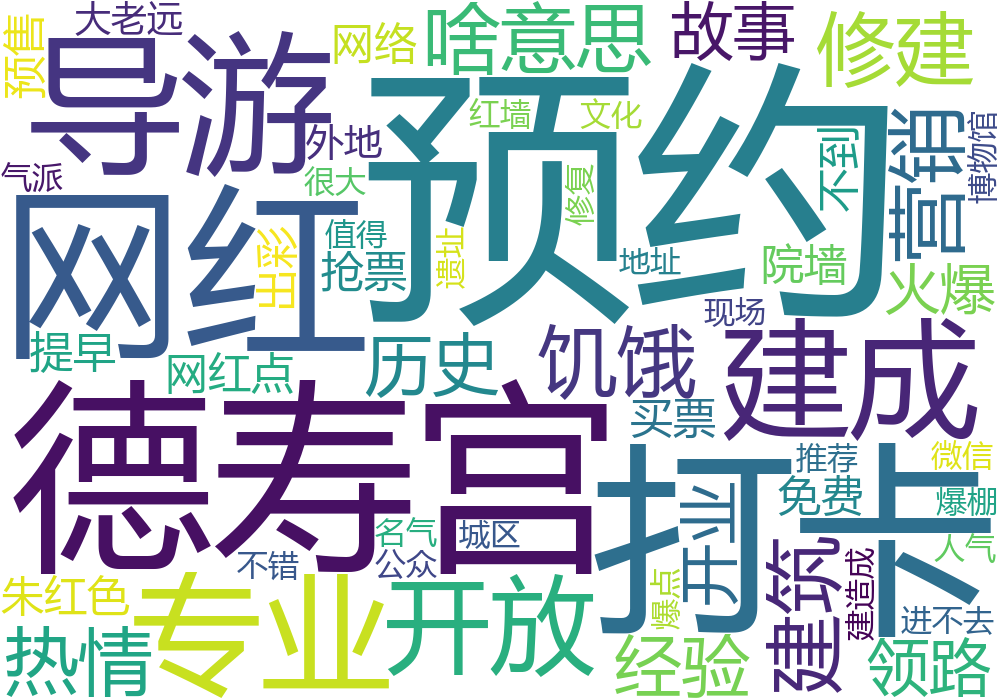 大老远
预售
导游
网络
啥意思
故事
修建
红墙
文化
外地
预约
不到
营销
博物馆
气派
很大
修复
网红
值得
出彩
抢票
遗址
地址
院墙
火爆
现场
提早
网红点
历史
饥饿
建成
德寿宫
买票
打卡
推荐
微信
免费
爆棚
名气
城区
人气
不错
公众
朱红色
专业
开放
爆点
建筑
建造成
进不去
热情
经验
领路